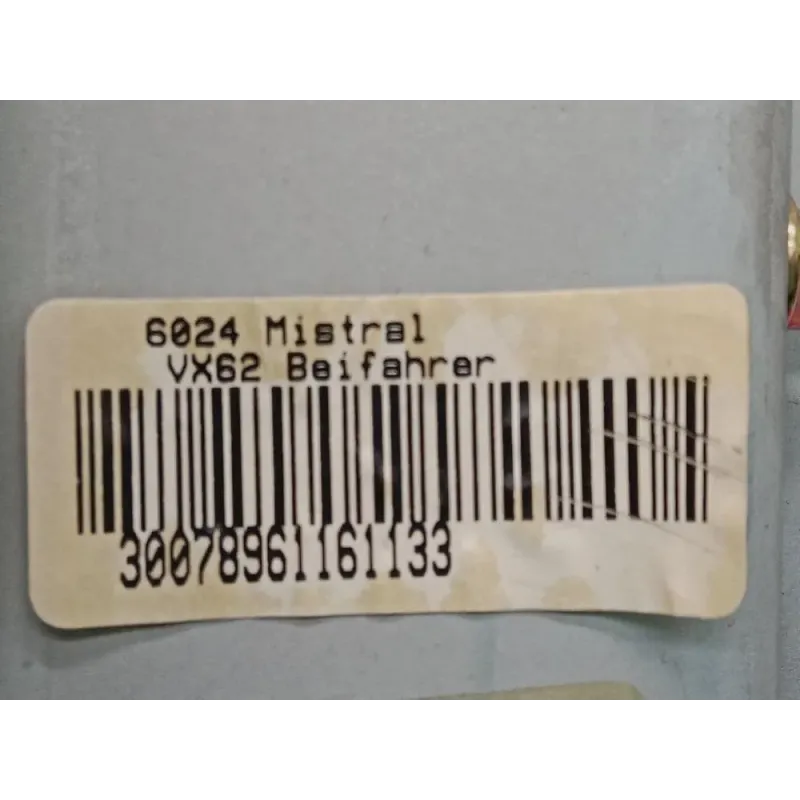 6024 Mistral
VX62 Beifahrer
30078961161133